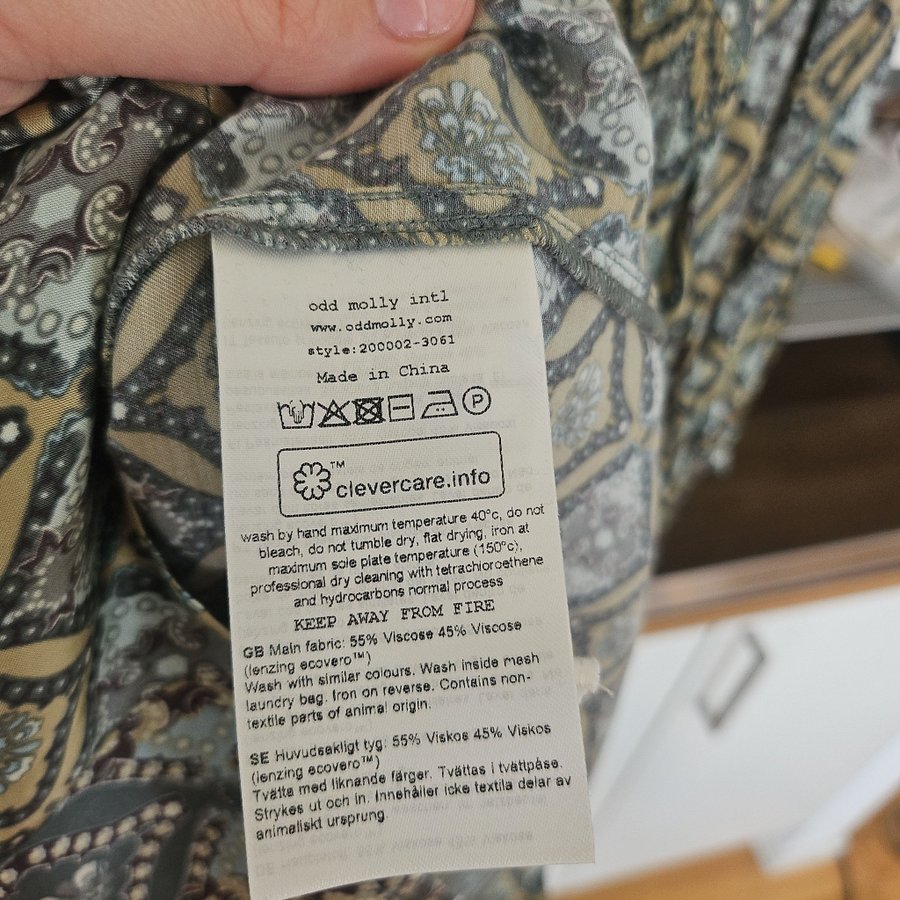 odd molly intl
www.oddmolly.com
style:200002-3061
Made in China
P
TM
clevercare.info
wash by hand maximum temperature 40°c, do not
bleach, do not tumble dry, flat drying, iron at
maximum sole plate temperature (150°c),
professional dry cleaning with tetrachloroethene
and hydrocarbons normal process
KEEP AWAY FROM FIRE
GB Main fabric: 55% Viscose 45% Viscose
(lenzing ecovero™)
Wash with similar colours. Wash inside mesh
laundry bag. Iron on reverse. Contains non-
textile parts of animal origin.
SE Huvudsakligt tyg: 55% Viskos 45% Viskos
(lenzing ecovero™)
Tvätta med liknande färger. Tvättas i tvättpåse.
Strykes ut och in. Innehåller icke textila delar av
animaliskt ursprung.